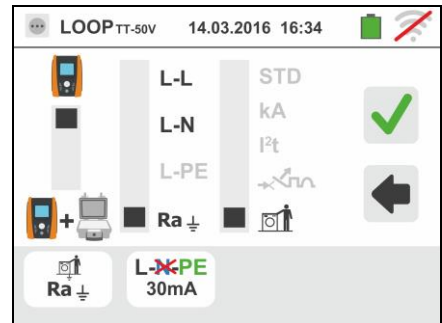 LOOP TT-50V 14.03.2016 16:34
L-L STD
L-N kA
I²t
L-PE
Ra
Ra
L-N-PE
30mA